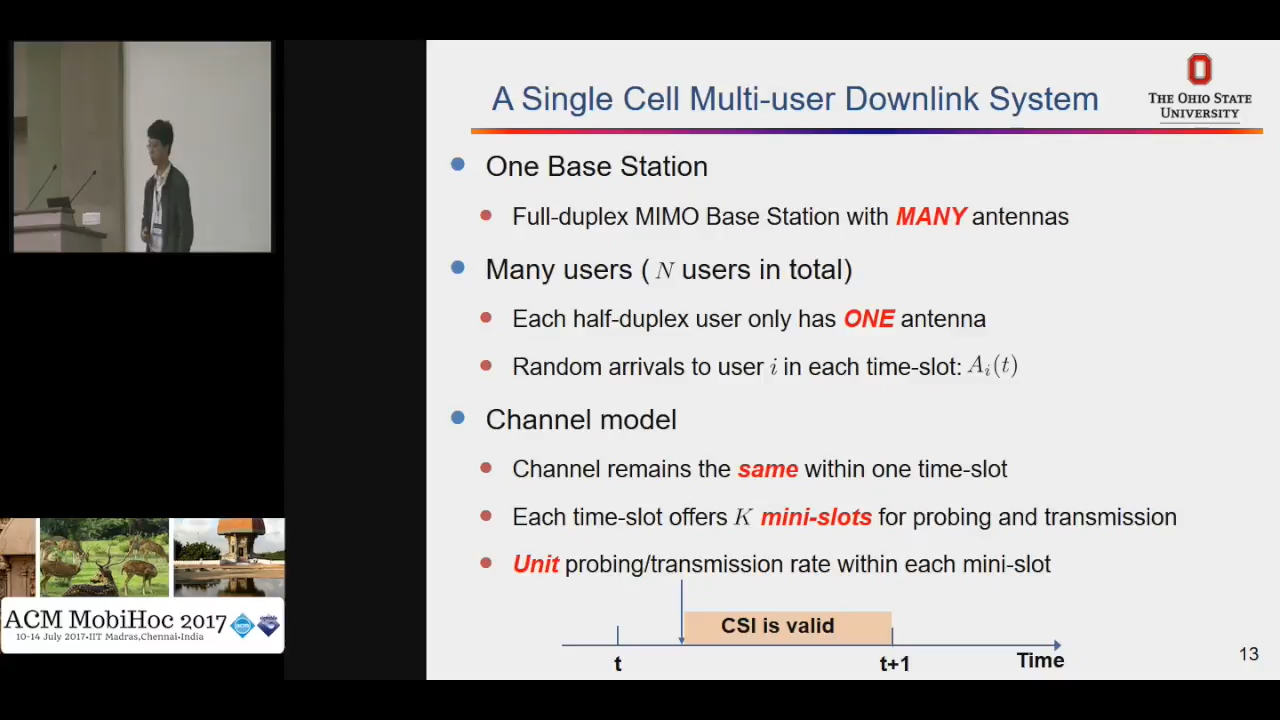 A Single Cell Multi-user Downlink System
O
THE OHIO STATE
UNIVERSITY
One Base Station
Full-duplex MIMO Base Station with MANY antennas
Many users ( N users in total)
Each half-duplex user only has ONE antenna
Random arrivals to user i in each time-slot: A_i(t)
Channel model
Channel remains the same within one time-slot
Each time-slot offers K mini-slots for probing and transmission
Unit probing/transmission rate within each mini-slot
CSI is valid
t
t+1
Time
13
ACM MobiHoc 2017
10-14 July 2017•IIT Madras,Chennai•India